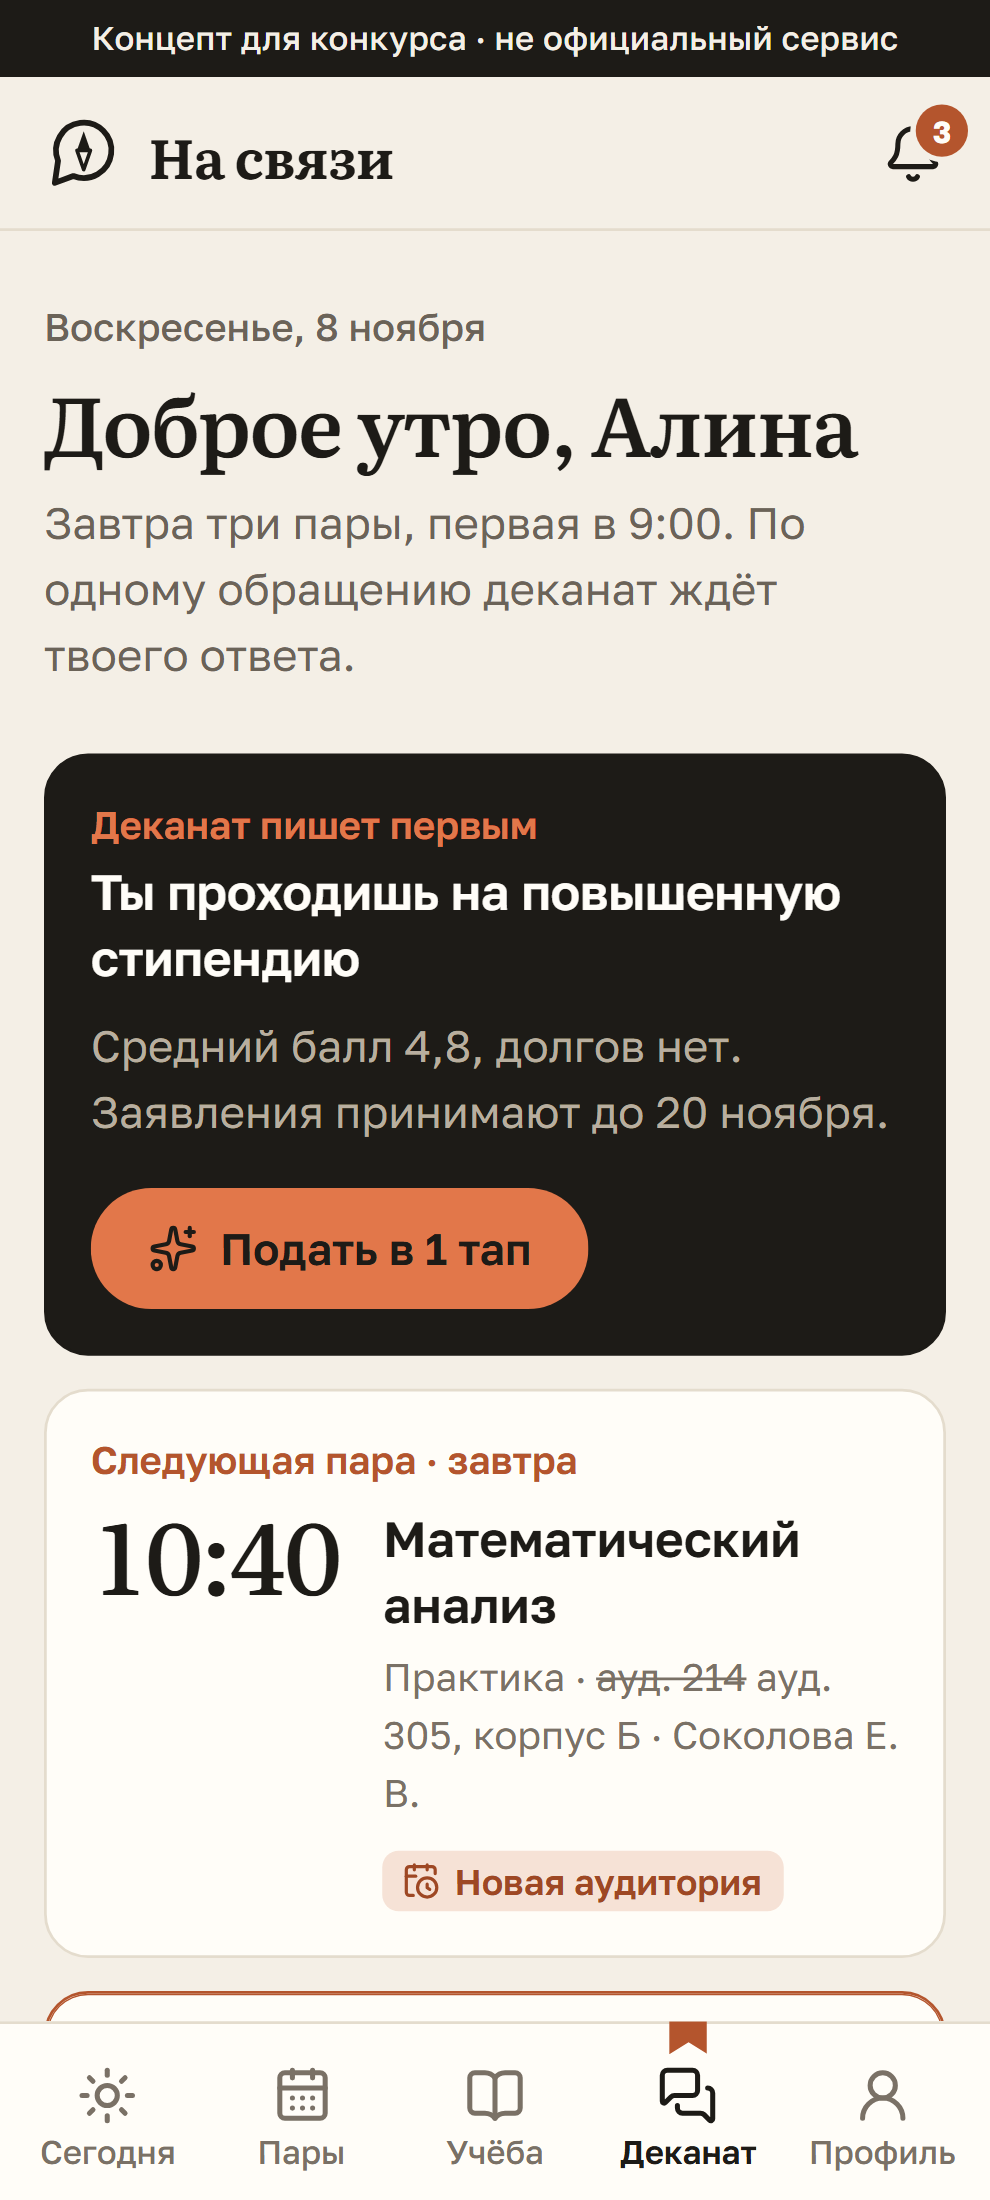 Концепт для конкурса · не официальный сервис
На связи
3
Воскресенье, 8 ноября
Доброе утро, Алина
Завтра три пары, первая в 9:00. По
одному обращению деканат ждёт
твоего ответа.
Деканат пишет первым
Ты проходишь на повышенную
стипендию
Средний балл 4,8, долгов нет.
Заявления принимают до 20 ноября.
Подать в 1 тап
Следующая пара · завтра
10:40
Математический
анализ
Практика · ауд. 214 ауд.
305, корпус Б · Соколова Е.
В.
Новая аудитория
Сегодня
Пары
Учёба
Деканат
Профиль